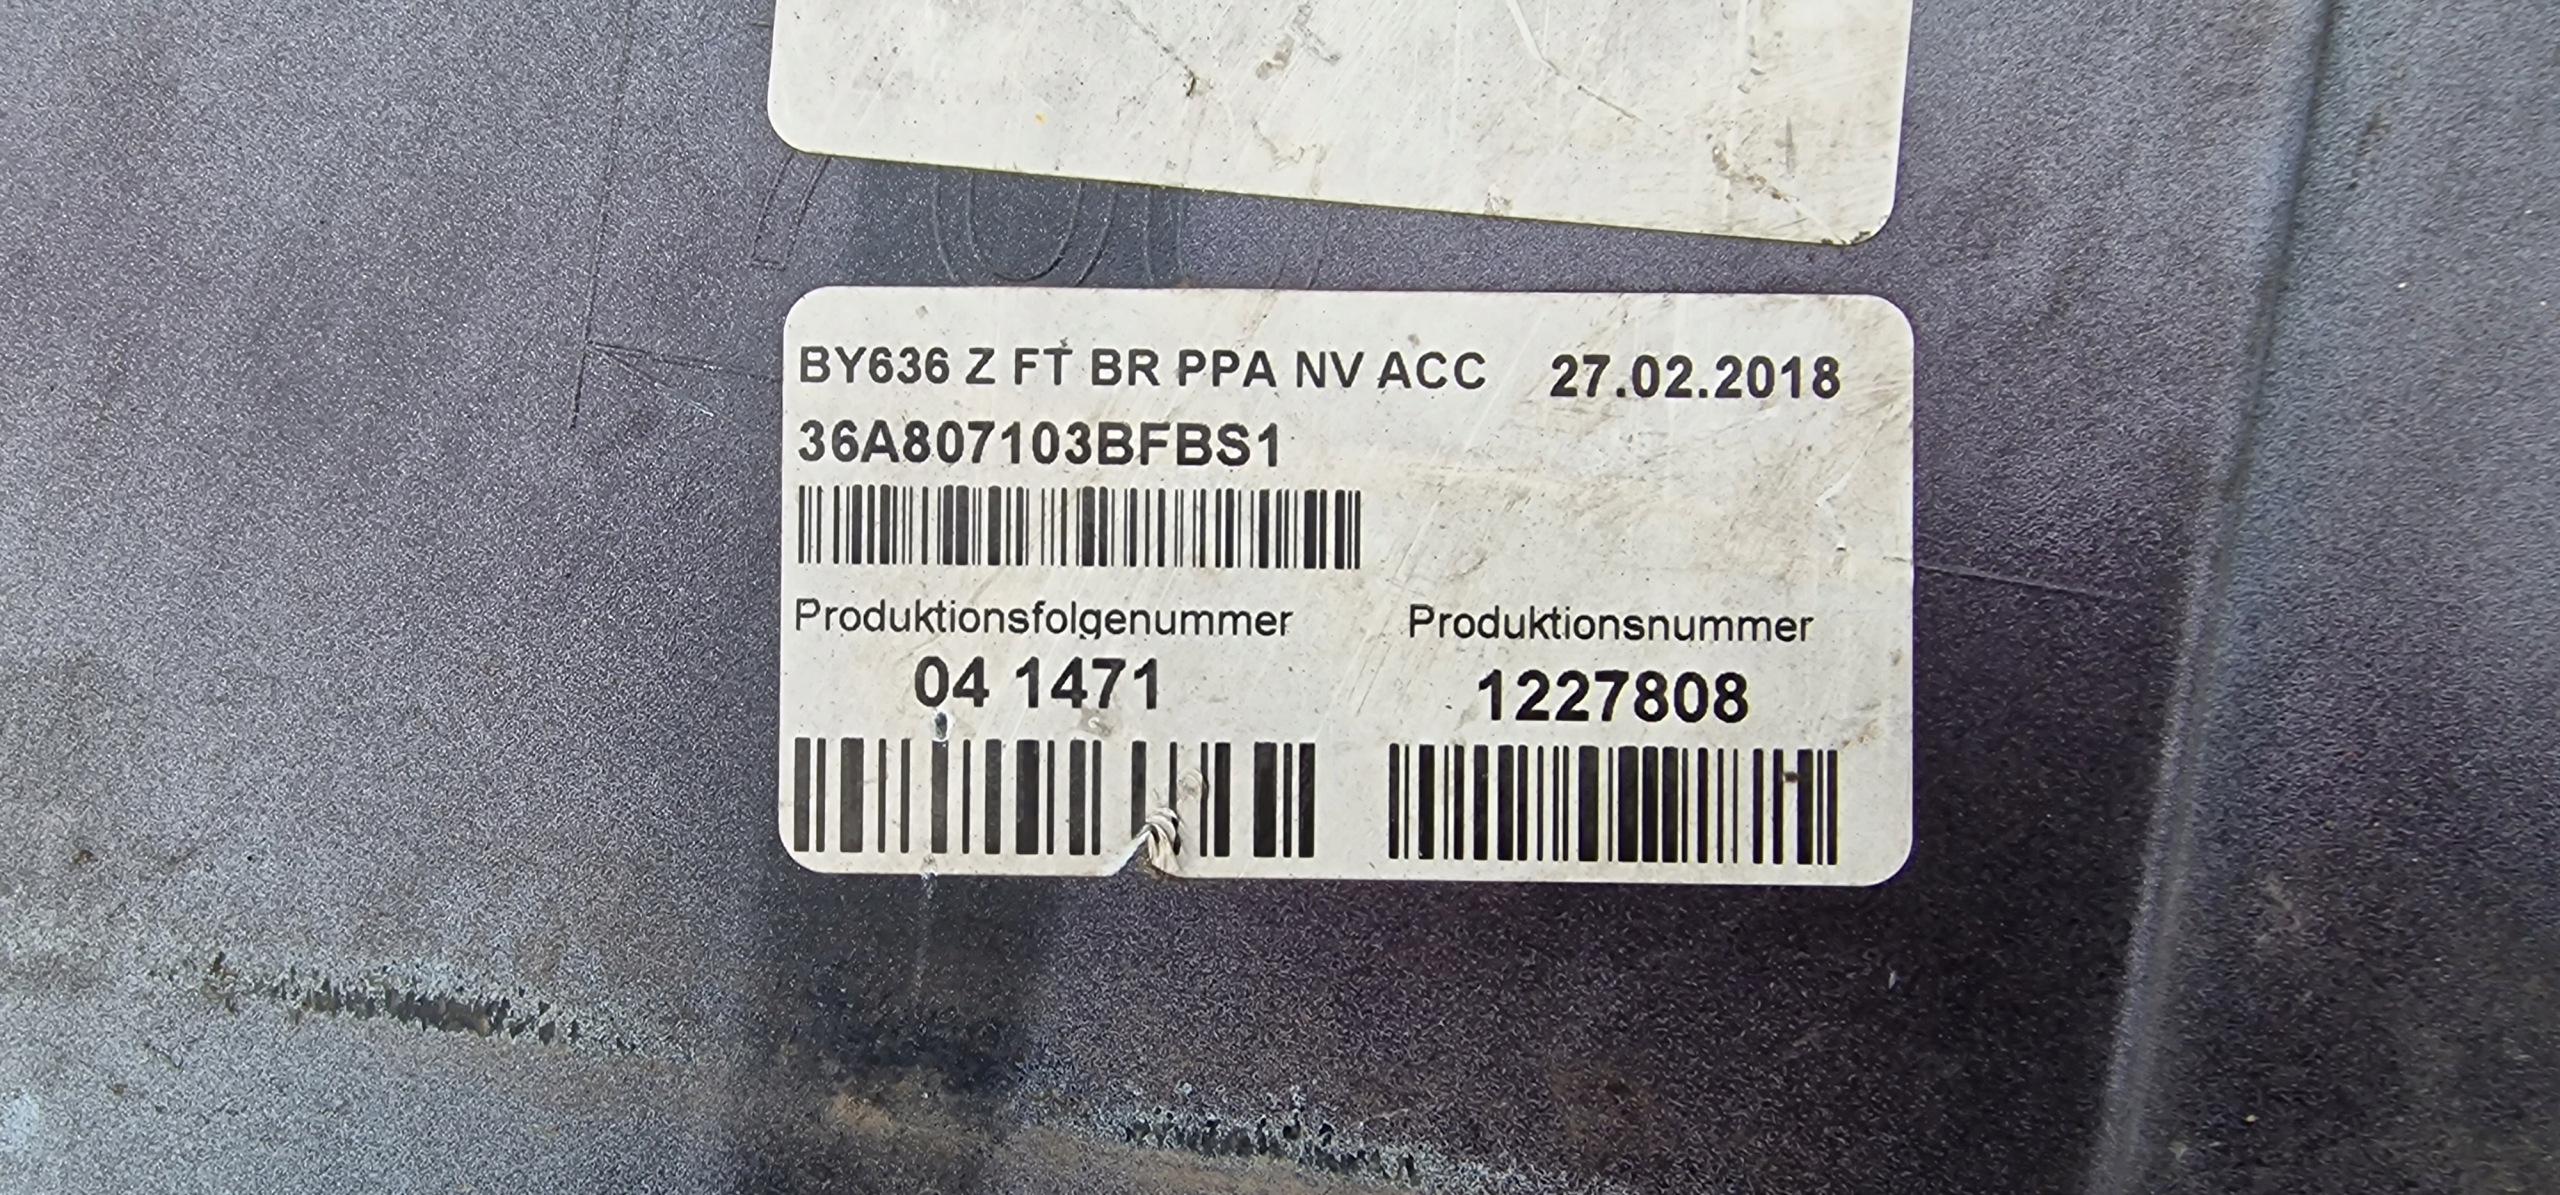 BY636 Z FT BR PPA NV ACC 27.02.2018
36A807103BFBS1
Produktionsfolgenummer Produktionsnummer
04 1471 1227808